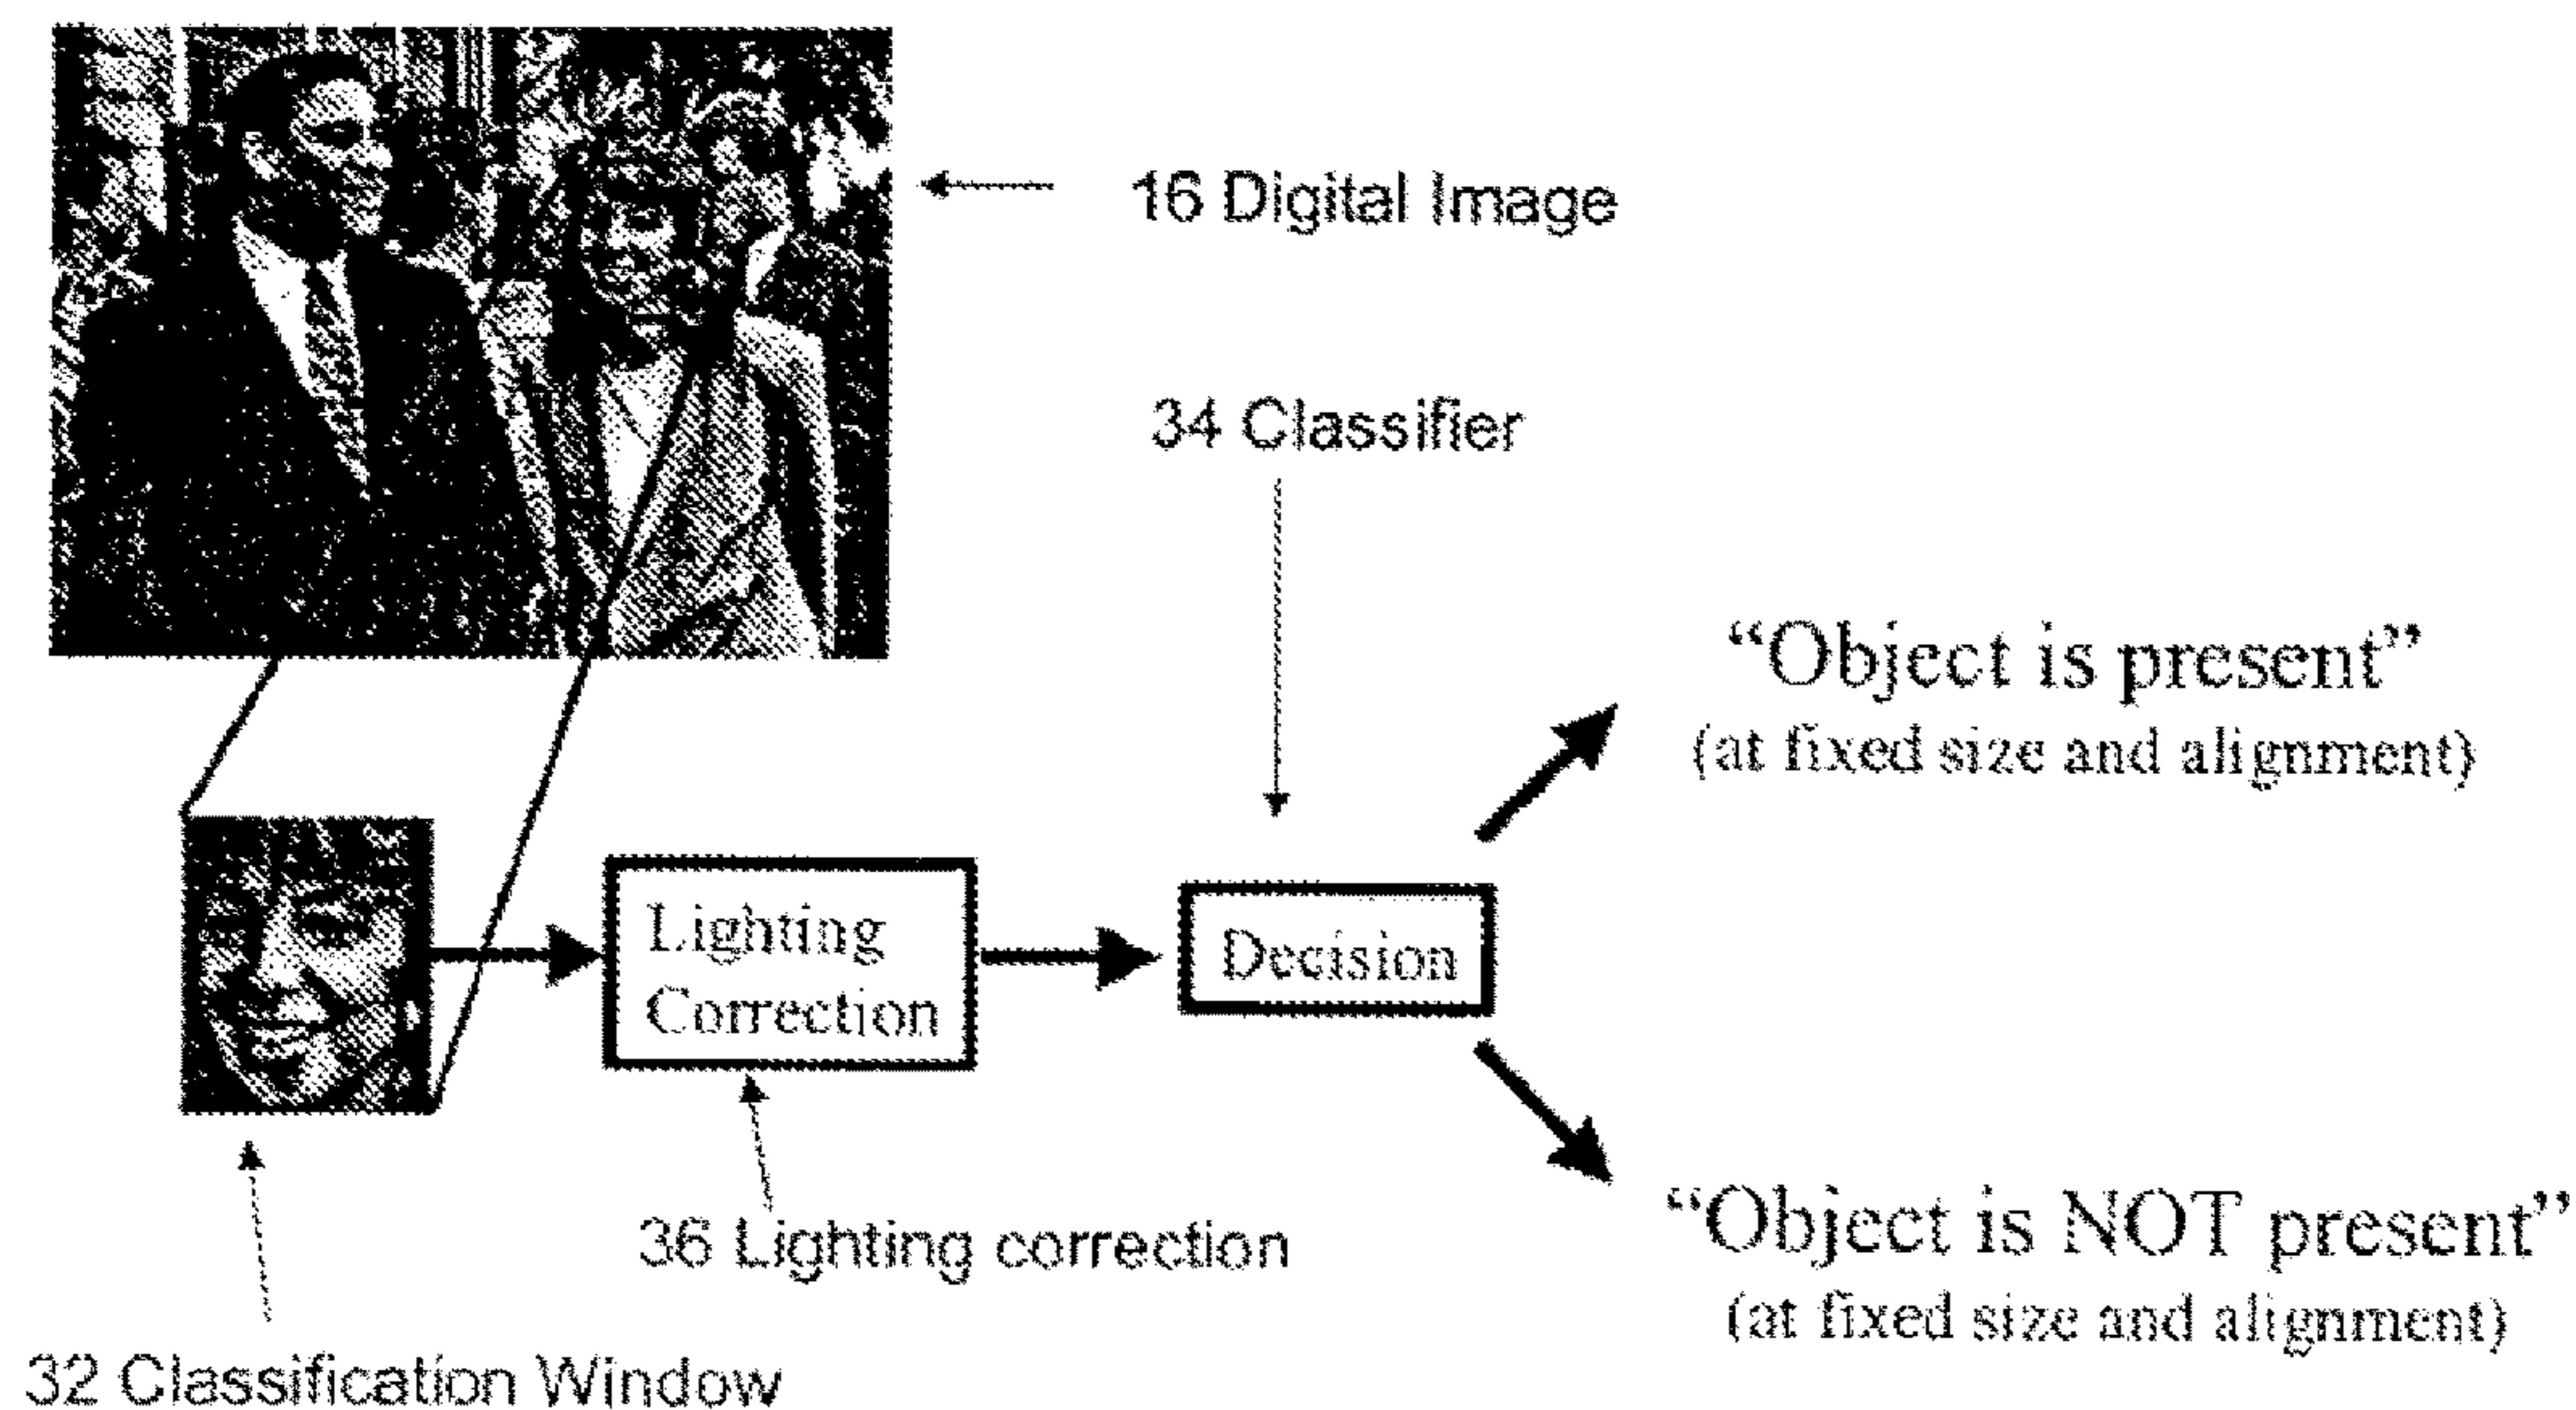 16 Digital Image
34 Classifier
“Object is present”
(at fixed size and alignment)
Lighting
Correction
Decision
36 Lighting correction
“Object is NOT present”
(at fixed size and alignment)
32 Classification Window